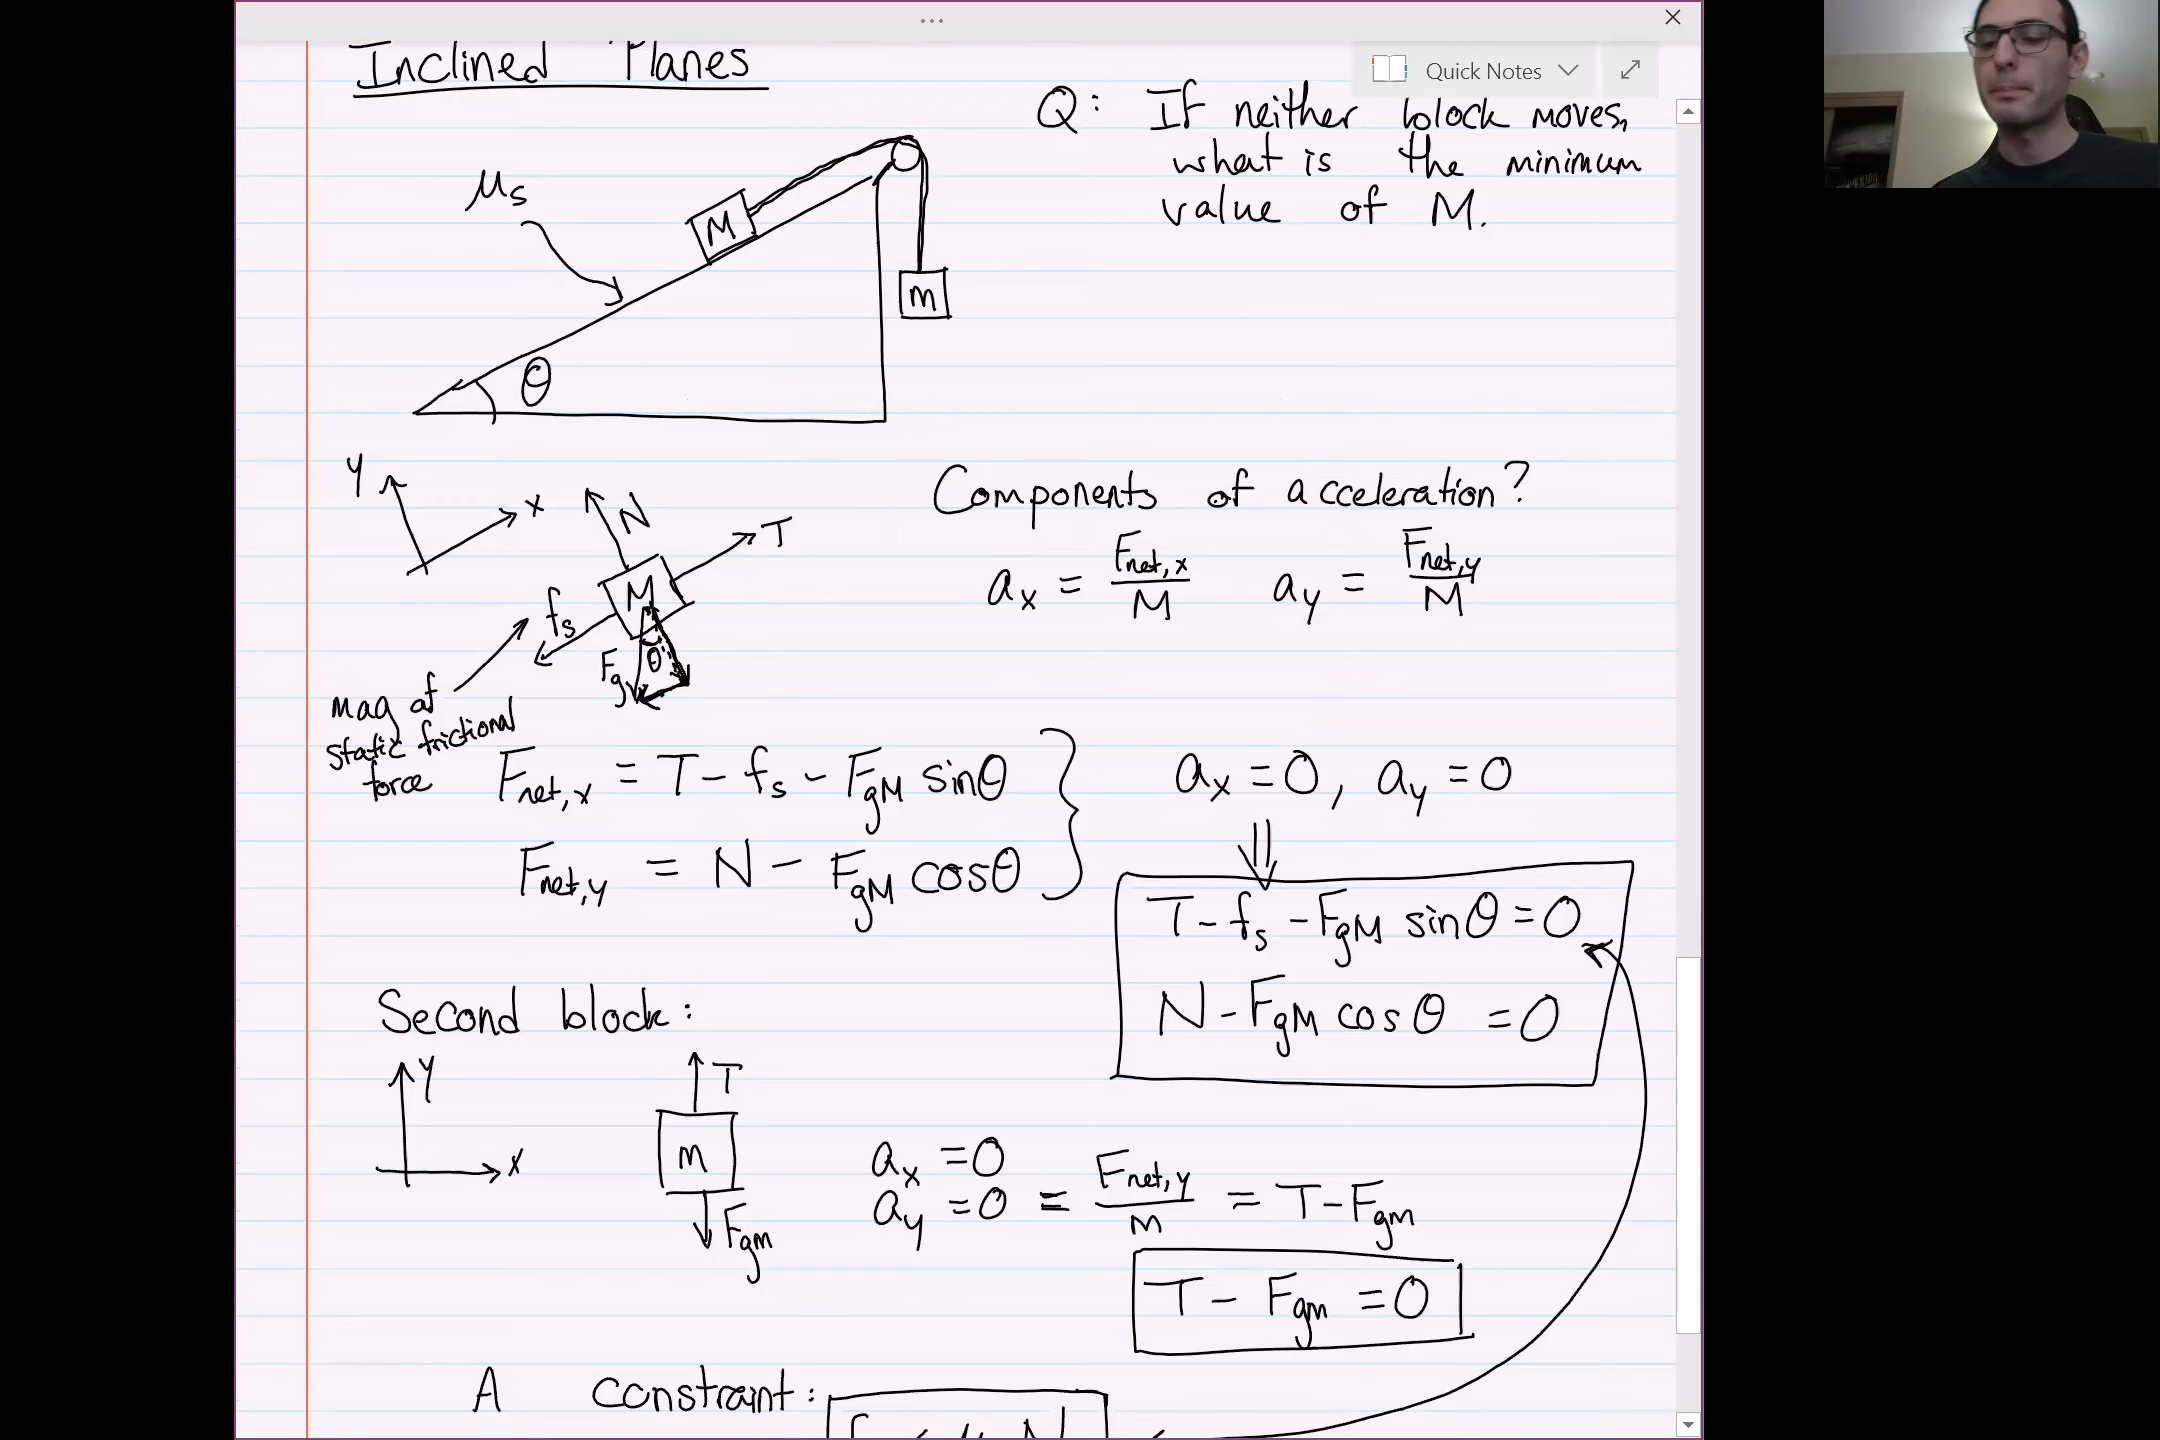 Inclined Planes
Quick Notes
Q: If neither block moves,
what is the minimum
value of M.
μs
M
m
θ
Y
x
N
T
M
fs
Fg
θ
mag of
static frictional
force
Components of acceleration?
ax = Fnet,x / M
ay = Fnet,y / M
Fnet,x = T - fs - FgM sinθ
Fnet,y = N - FgM cosθ
ax = 0, ay = 0
⇓
T - fs - FgM sinθ = 0
N - FgM cosθ = 0
Second block:
Y
x
T
m
Fgm
ax = 0
ay = 0 = Fnet,y / m = T - Fgm
T - Fgm = 0
A constraint: